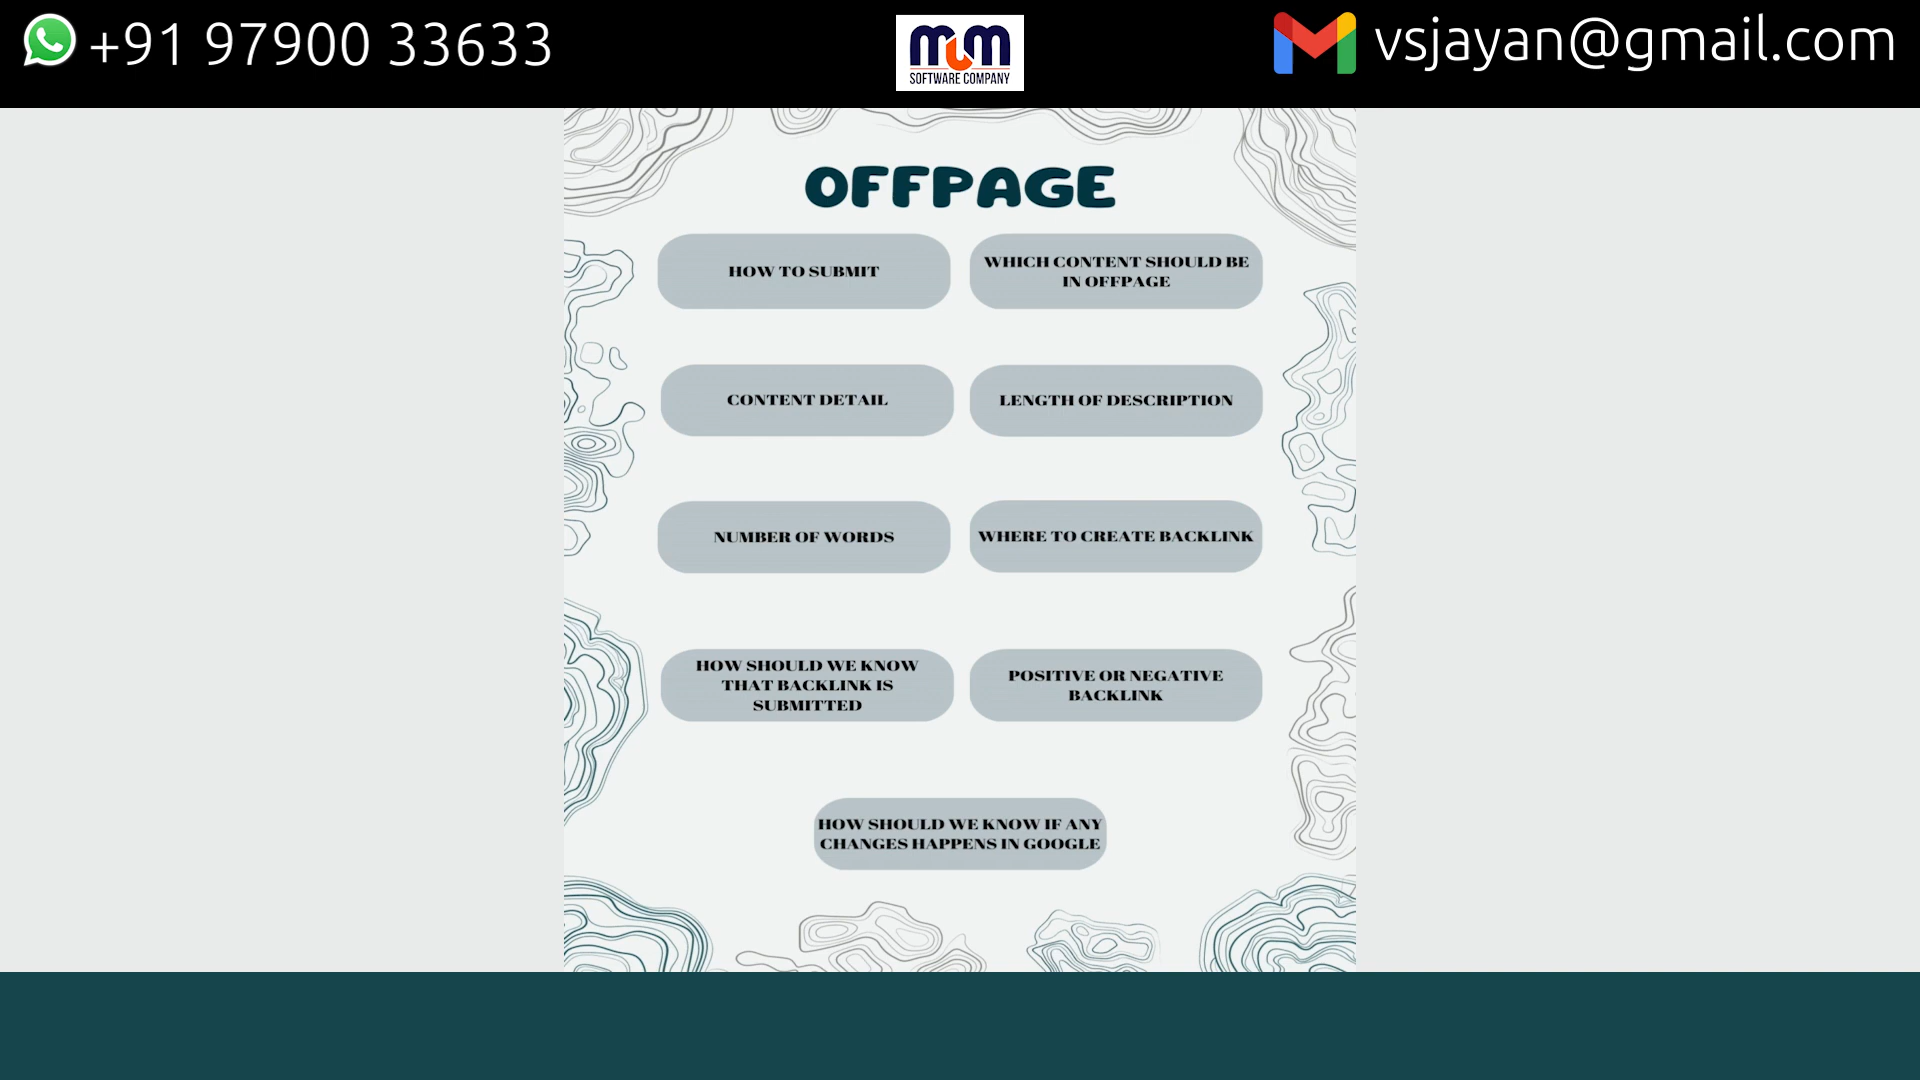 +91 97900 33633
mlm
SOFTWARE COMPANY
vsjayan@gmail.com
OFFPAGE
HOW TO SUBMIT
WHICH CONTENT SHOULD BE
IN OFFPAGE
CONTENT DETAIL
LENGTH OF DESCRIPTION
NUMBER OF WORDS
WHERE TO CREATE BACKLINK
HOW SHOULD WE KNOW
THAT BACKLINK IS
SUBMITTED
POSITIVE OR NEGATIVE
BACKLINK
HOW SHOULD WE KNOW IF ANY
CHANGES HAPPENS IN GOOGLE